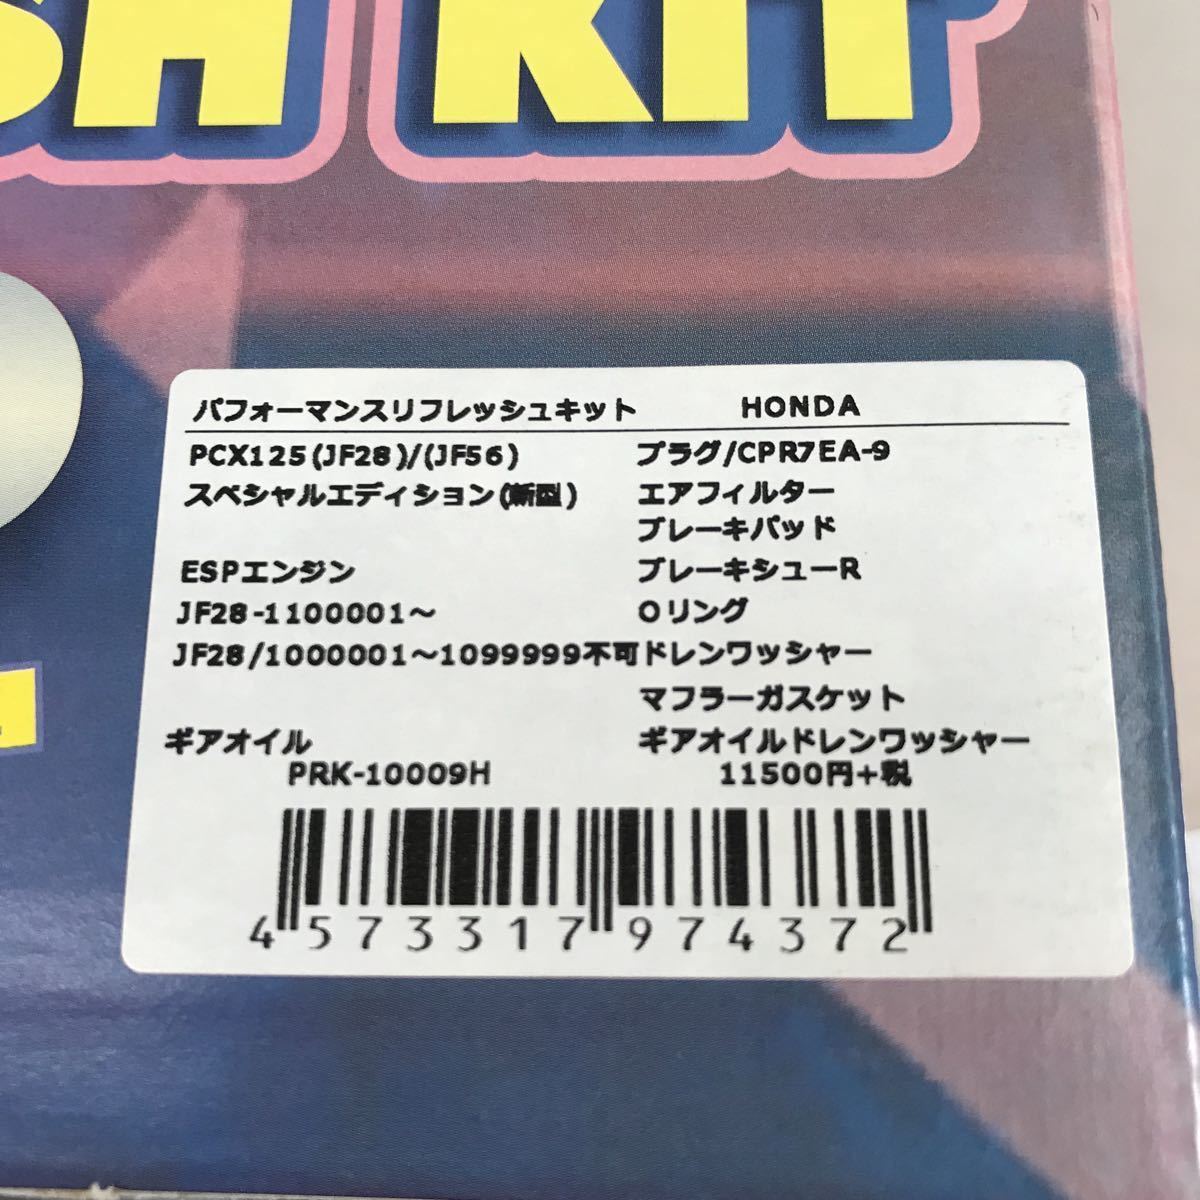 SH KIT
パフォーマンスリフレッシュキット HONDA
PCX125(JF28)/(JF56) プラグ/CPR7EA-9
スペシャルエディション(新型) エアフィルター
ブレーキパッド
ESPエンジン ブレーキシューR
JF28-1100001～ Oリング
JF28/1000001～1099999不可ドレンワッシャー
マフラーガスケット
ギアオイル ギアオイルドレンワッシャー
PRK-10009H 11500円+税
4573317974372